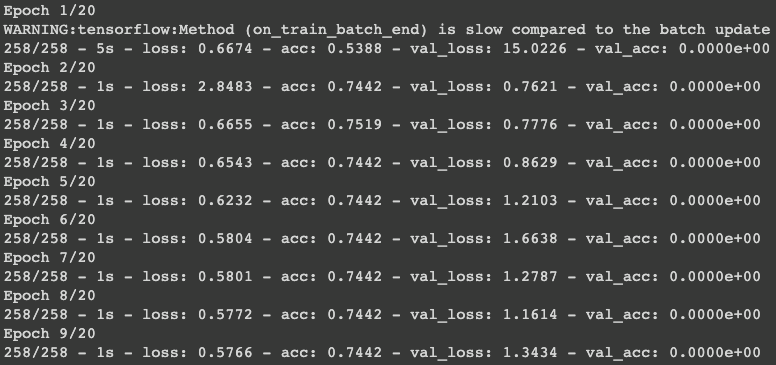 Epoch 1/20
WARNING:tensorflow:Method (on_train_batch_end) is slow compared to the batch update
258/258 - 5s - loss: 0.6674 - acc: 0.5388 - val_loss: 15.0226 - val_acc: 0.0000e+00
Epoch 2/20
258/258 - 1s - loss: 2.8483 - acc: 0.7442 - val_loss: 0.7621 - val_acc: 0.0000e+00
Epoch 3/20
258/258 - 1s - loss: 0.6655 - acc: 0.7519 - val_loss: 0.7776 - val_acc: 0.0000e+00
Epoch 4/20
258/258 - 1s - loss: 0.6543 - acc: 0.7442 - val_loss: 0.8629 - val_acc: 0.0000e+00
Epoch 5/20
258/258 - 1s - loss: 0.6232 - acc: 0.7442 - val_loss: 1.2103 - val_acc: 0.0000e+00
Epoch 6/20
258/258 - 1s - loss: 0.5804 - acc: 0.7442 - val_loss: 1.6638 - val_acc: 0.0000e+00
Epoch 7/20
258/258 - 1s - loss: 0.5801 - acc: 0.7442 - val_loss: 1.2787 - val_acc: 0.0000e+00
Epoch 8/20
258/258 - 1s - loss: 0.5772 - acc: 0.7442 - val_loss: 1.1614 - val_acc: 0.0000e+00
Epoch 9/20
258/258 - 1s - loss: 0.5766 - acc: 0.7442 - val_loss: 1.3434 - val_acc: 0.0000e+00